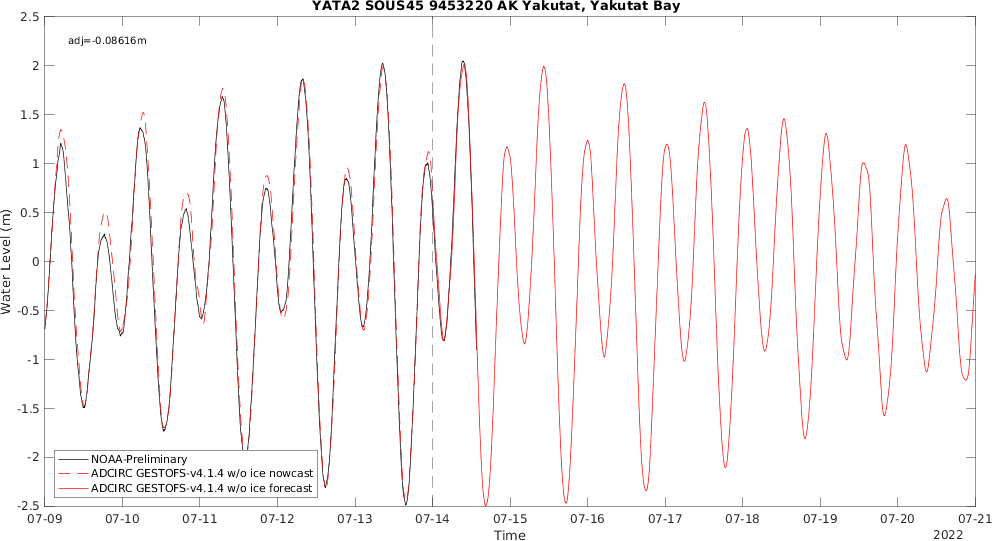 YATA2 SOUS45 9453220 AK Yakutat, Yakutat Bay
adj=-0.08616m
2.5
2
1.5
1
0.5
0
-0.5
-1
-1.5
-2
-2.5
Water Level (m)
NOAA-Preliminary
ADCIRC GESTOFS-v4.1.4 w/o ice nowcast
ADCIRC GESTOFS-v4.1.4 w/o ice forecast
07-09 07-10 07-11 07-12 07-13 07-14 07-15 07-16 07-17 07-18 07-19 07-20 07-21
Time
2022